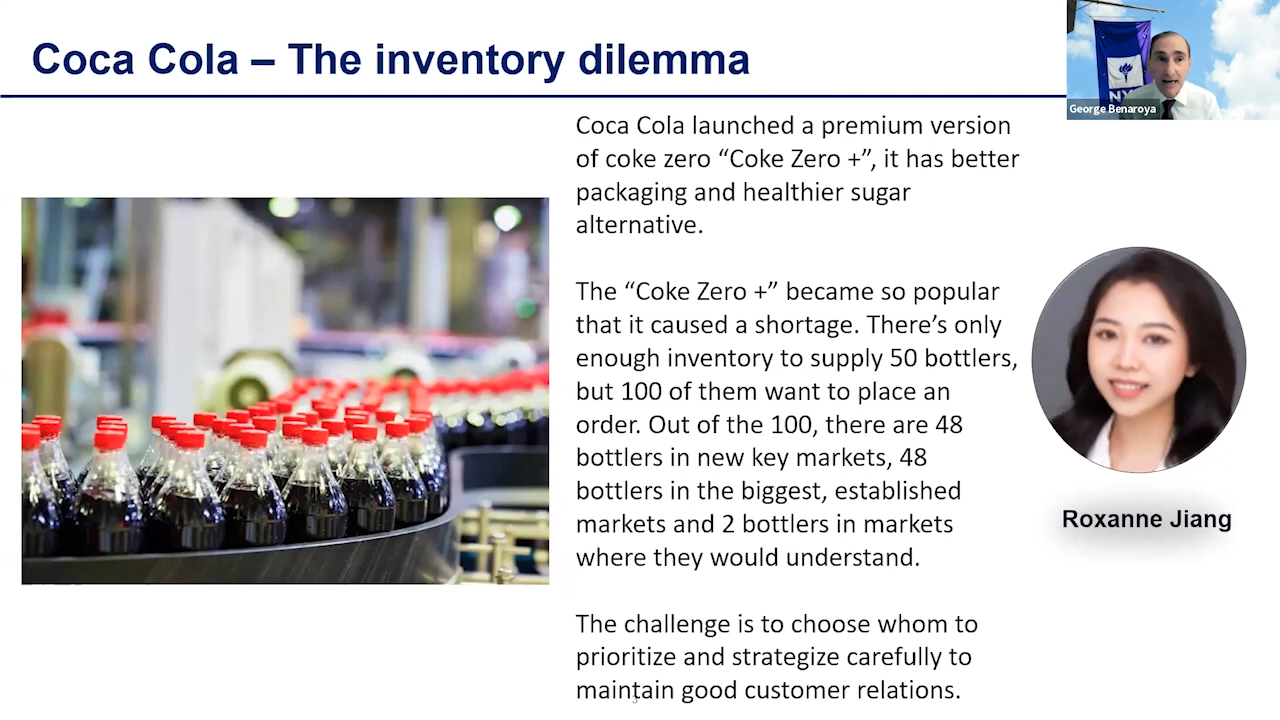 Coca Cola – The inventory dilemma
NY
George Benaroya
Coca Cola launched a premium version
of coke zero “Coke Zero +”, it has better
packaging and healthier sugar
alternative.
The “Coke Zero +” became so popular
that it caused a shortage. There’s only
enough inventory to supply 50 bottlers,
but 100 of them want to place an
order. Out of the 100, there are 48
bottlers in new key markets, 48
bottlers in the biggest, established
markets and 2 bottlers in markets
where they would understand.
The challenge is to choose whom to
prioritize and strategize carefully to
maintain good customer relations.
Roxanne Jiang
3